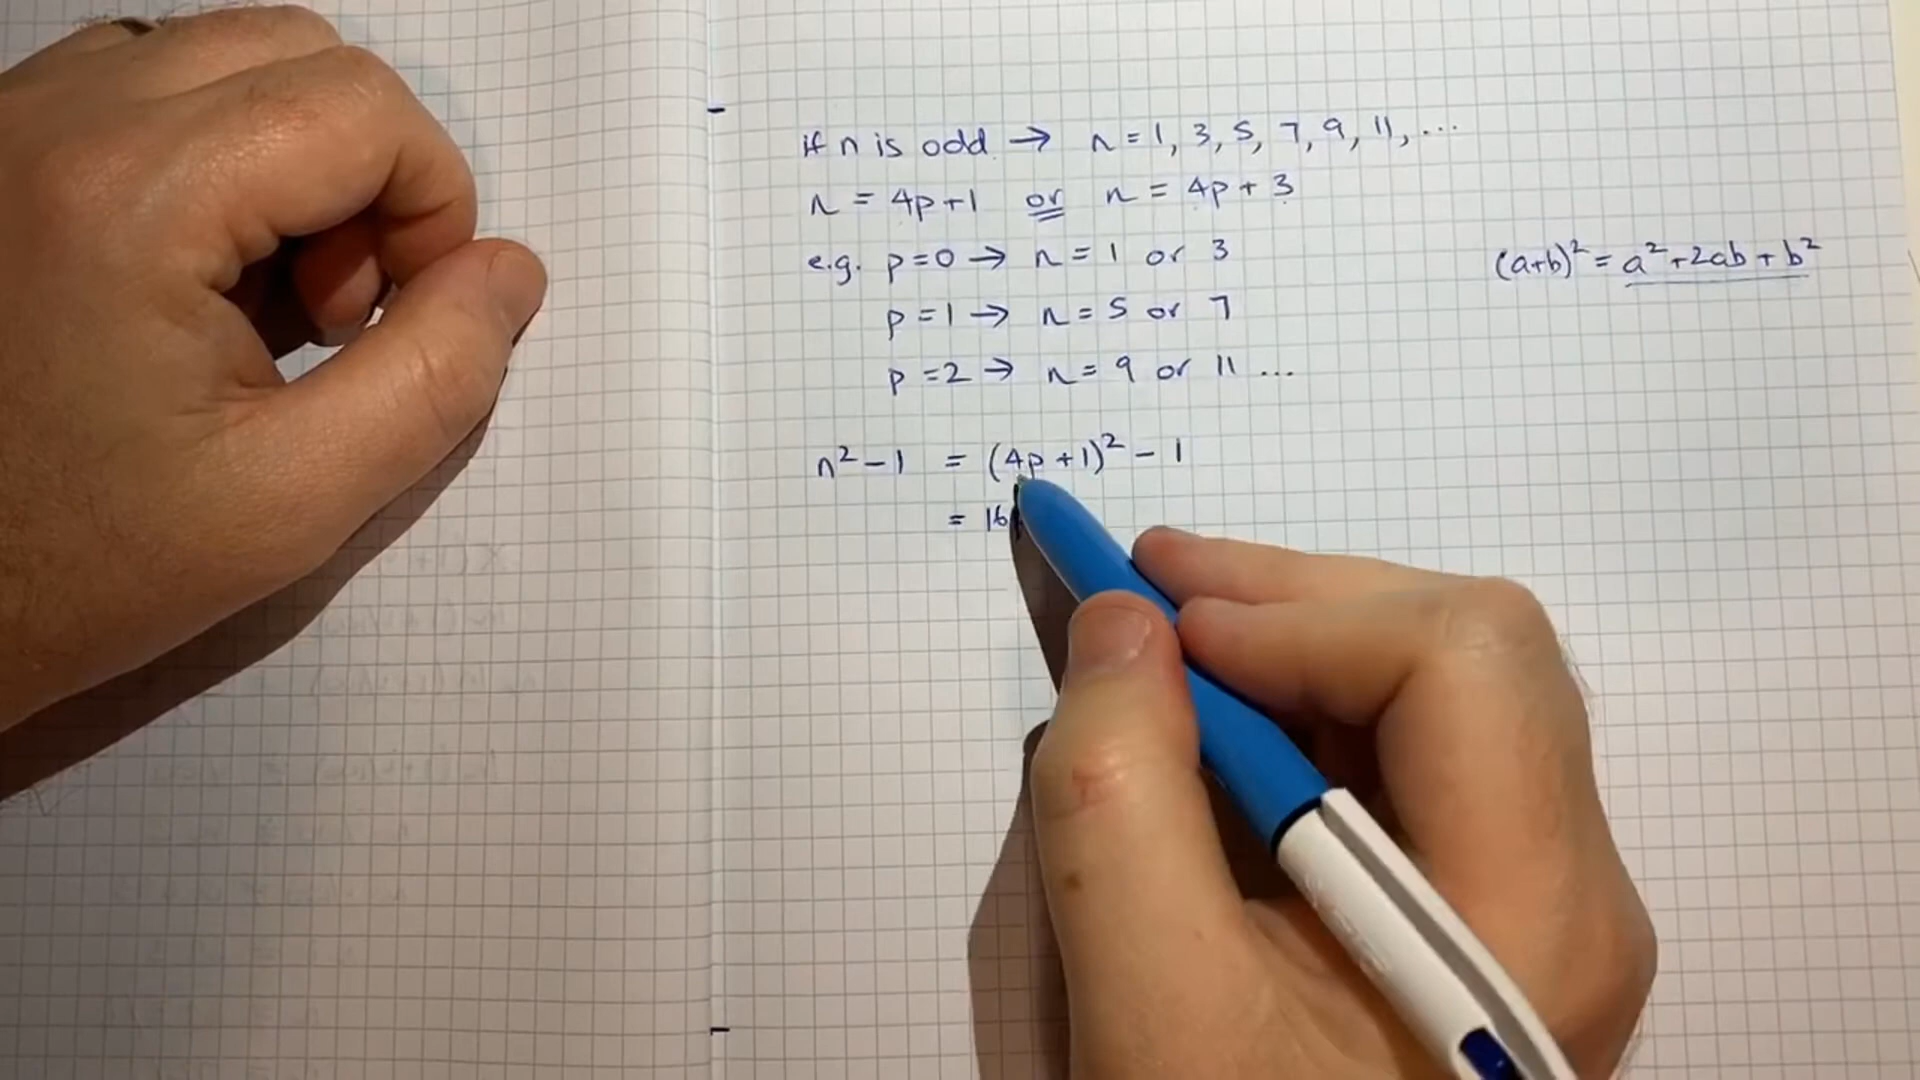 if n is odd → n = 1, 3, 5, 7, 9, 11, ...
n = 4p+1 or n = 4p + 3
e.g. p=0 → n = 1 or 3
(a+b)² = a²+2ab+b²
p=1 → n = 5 or 7
p=2 → n = 9 or 11 ...
n²-1 = (4p+1)² - 1
= 16